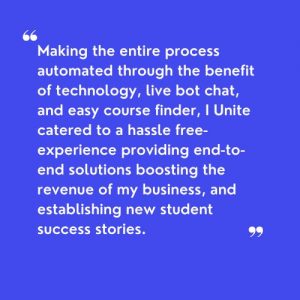 “
Making the entire process
automated through the benefit
of technology, live bot chat,
and easy course finder, I Unite
catered to a hassle free-
experience providing end-to-
end solutions boosting the
revenue of my business, and
establishing new student
success stories.
”